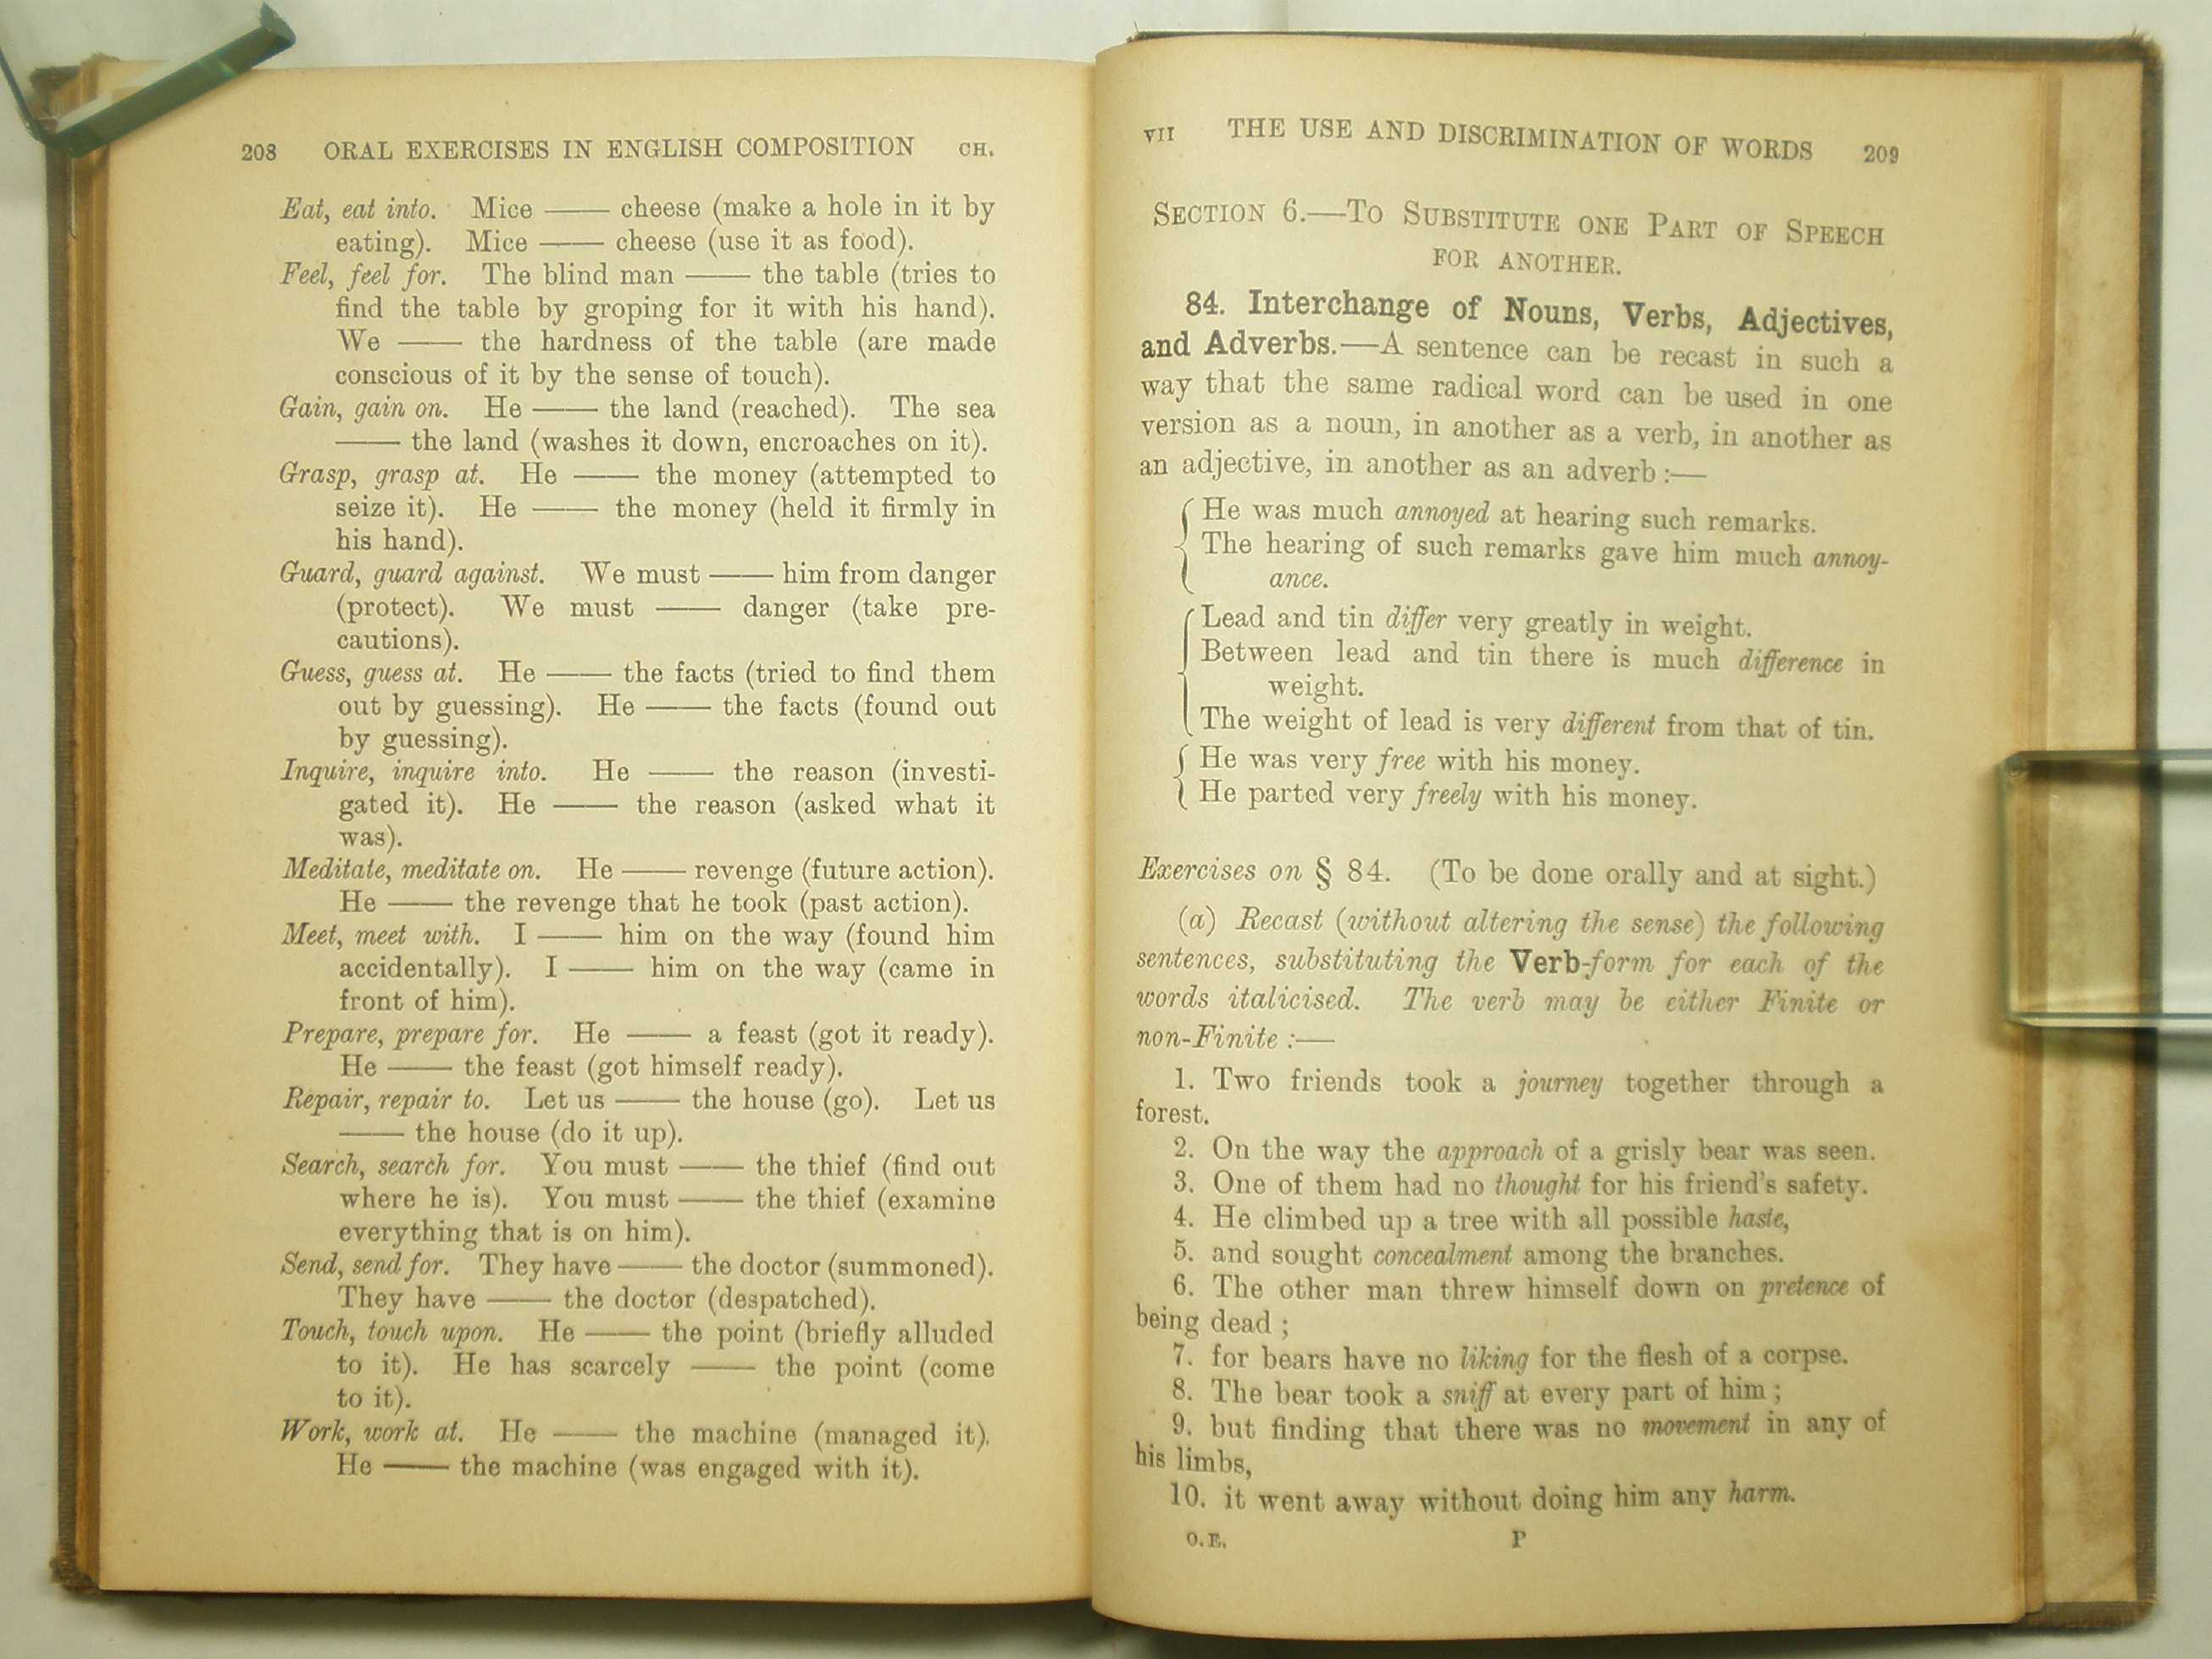 208 ORAL EXERCISES IN ENGLISH COMPOSITION CH.
Eat, eat into. Mice —— cheese (make a hole in it by
eating). Mice —— cheese (use it as food).
Feel, feel for. The blind man —— the table (tries to
find the table by groping for it with his hand).
We —— the hardness of the table (are made
conscious of it by the sense of touch).
Gain, gain on. He —— the land (reached). The sea
—— the land (washes it down, encroaches on it).
Grasp, grasp at. He —— the money (attempted to
seize it). He —— the money (held it firmly in
his hand).
Guard, guard against. We must —— him from danger
(protect). We must —— danger (take pre-
cautions).
Guess, guess at. He —— the facts (tried to find them
out by guessing). He —— the facts (found out
by guessing).
Inquire, inquire into. He —— the reason (investi-
gated it). He —— the reason (asked what it
was).
Meditate, meditate on. He —— revenge (future action).
He —— the revenge that he took (past action).
Meet, meet with. I —— him on the way (found him
accidentally). I —— him on the way (came in
front of him).
Prepare, prepare for. He —— a feast (got it ready).
He —— the feast (got himself ready).
Repair, repair to. Let us —— the house (go). Let us
—— the house (do it up).
Search, search for. You must —— the thief (find out
where he is). You must —— the thief (examine
everything that is on him).
Send, send for. They have —— the doctor (summoned).
They have —— the doctor (despatched).
Touch, touch upon. He —— the point (briefly alluded
to it). He has scarcely —— the point (come
to it).
Work, work at. He —— the machine (managed it).
He —— the machine (was engaged with it).
VII THE USE AND DISCRIMINATION OF WORDS 209
SECTION 6.—TO SUBSTITUTE ONE PART OF SPEECH
FOR ANOTHER.
84. Interchange of Nouns, Verbs, Adjectives,
and Adverbs.—A sentence can be recast in such a
way that the same radical word can be used in one
version as a noun, in another as a verb, in another as
an adjective, in another as an adverb :—
He was much annoyed at hearing such remarks.
The hearing of such remarks gave him much annoy-
ance.
Lead and tin differ very greatly in weight.
Between lead and tin there is much difference in
weight.
The weight of lead is very different from that of tin.
He was very free with his money.
He parted very freely with his money.
Exercises on § 84. (To be done orally and at sight.)
(a) Recast (without altering the sense) the following
sentences, substituting the Verb-form for each of the
words italicised. The verb may be either Finite or
non-Finite :—
1. Two friends took a journey together through a
forest.
2. On the way the approach of a grisly bear was seen.
3. One of them had no thought for his friend's safety.
4. He climbed up a tree with all possible haste,
5. and sought concealment among the branches.
6. The other man threw himself down on pretence of
being dead ;
7. for bears have no liking for the flesh of a corpse.
8. The bear took a sniff at every part of him ;
9. but finding that there was no movement in any of
his limbs,
10. it went away without doing him any harm.
O.E. P